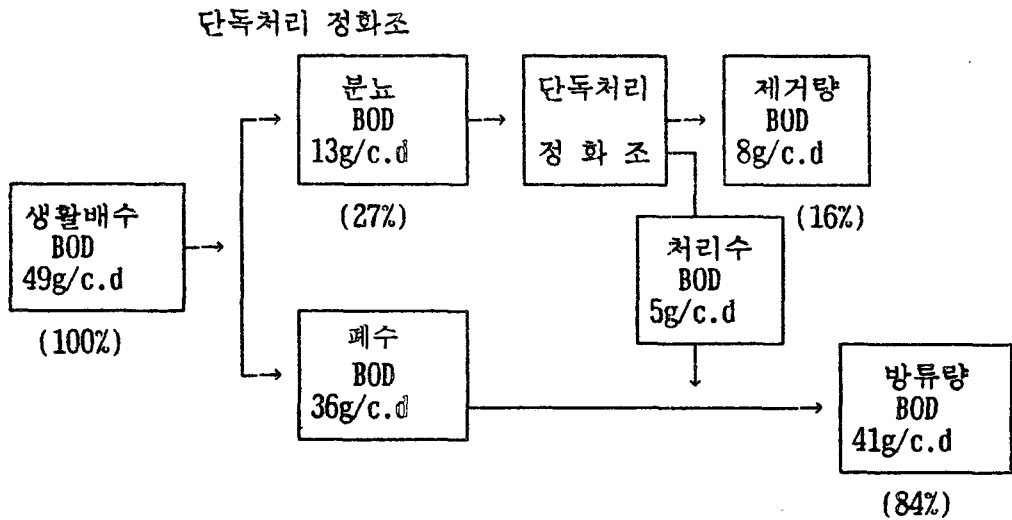 단독처리 정화조
분뇨
BOD
13g/c.d
(27%)
단독처리
정 화 조
제거량
BOD
8g/c.d
(16%)
생활배수
BOD
49g/c.d
(100%)
처리수
BOD
5g/c.d
폐수
BOD
36g/c.d
방류량
BOD
41g/c.d
(84%)